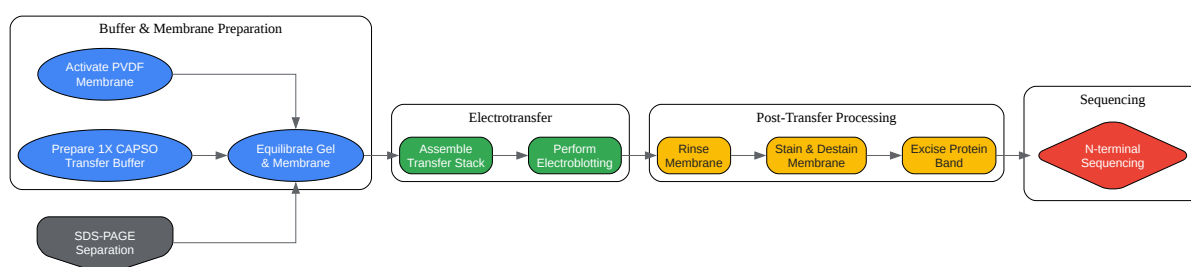 Buffer & Membrane Preparation
Activate PVDF
Membrane
Prepare 1X CAPSO
Transfer Buffer
Equilibrate Gel
& Membrane
SDS-PAGE
Separation
Electrotransfer
Assemble
Transfer Stack
Perform
Electroblotting
Post-Transfer Processing
Rinse
Membrane
Stain & Destain
Membrane
Excise Protein
Band
Sequencing
N-terminal
Sequencing